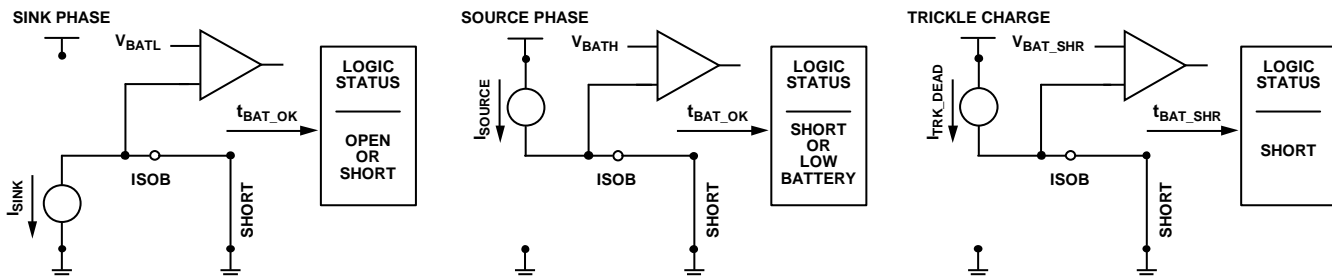 SINK PHASE
V_BATL
LOGIC
STATUS
t_BAT_OK
OPEN
OR
SHORT
ISOB
I_SINK
SHORT
SOURCE PHASE
V_BATH
LOGIC
STATUS
I_SOURCE
t_BAT_OK
SHORT
OR
LOW
BATTERY
ISOB
SHORT
TRICKLE CHARGE
V_BAT_SHR
LOGIC
STATUS
I_TRK_DEAD
t_BAT_SHR
SHORT
ISOB
SHORT